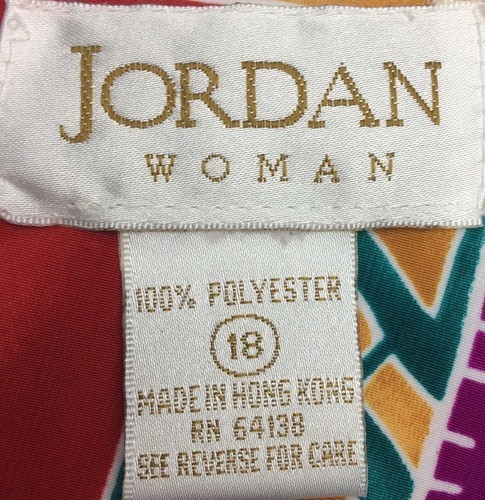 JORDAN
WOMAN
100% POLYESTER
18
MADE IN HONG KONG
RN 64138
SEE REVERSE FOR CARE